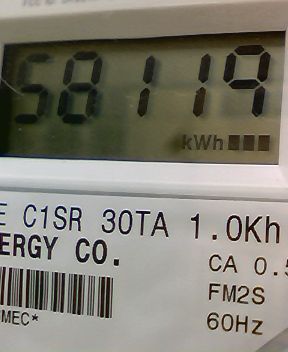 58119
kWh
E C1SR 30TA 1.0Kh
ERGY CO.
CA 0.5
FM2S
MEC*
60Hz